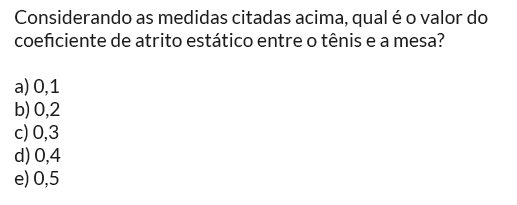 Considerando as medidas citadas acima, qual é o valor do
coeficiente de atrito estático entre o tênis e a mesa?
a) 0,1
b) 0,2
c) 0,3
d) 0,4
e) 0,5